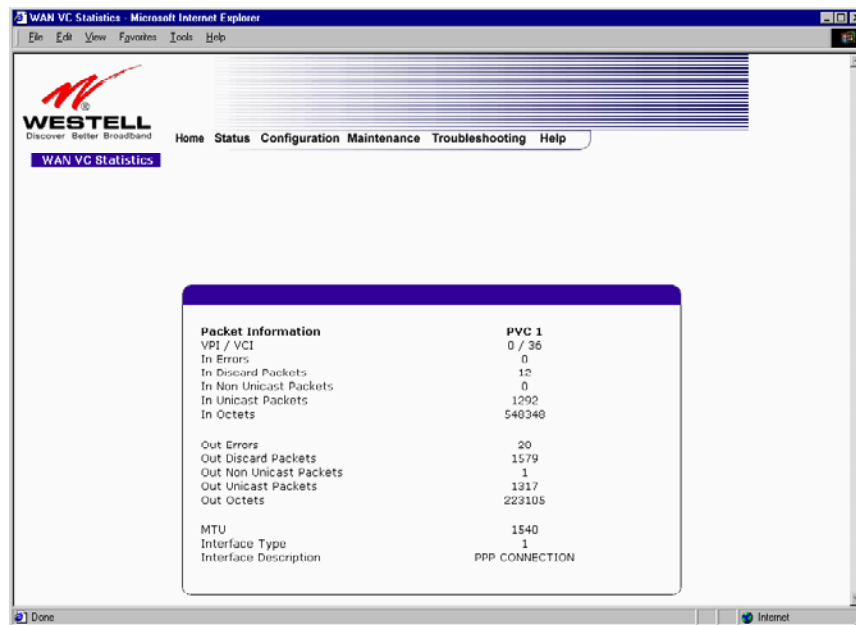 WAN VC Statistics - Microsoft Internet Explorer
File Edit View Favorites Tools Help
WESTELL
Discover Better Broadband
Home Status Configuration Maintenance Troubleshooting Help
WAN VC Statistics
Packet Information PVC 1
VPI / VCI 0 / 36
In Errors 0
In Discard Packets 12
In Non Unicast Packets 0
In Unicast Packets 1292
In Octets 548348
Out Errors 20
Out Discard Packets 1579
Out Non Unicast Packets 1
Out Unicast Packets 1317
Out Octets 223105
MTU 1540
Interface Type 1
Interface Description PPP CONNECTION
Done Internet